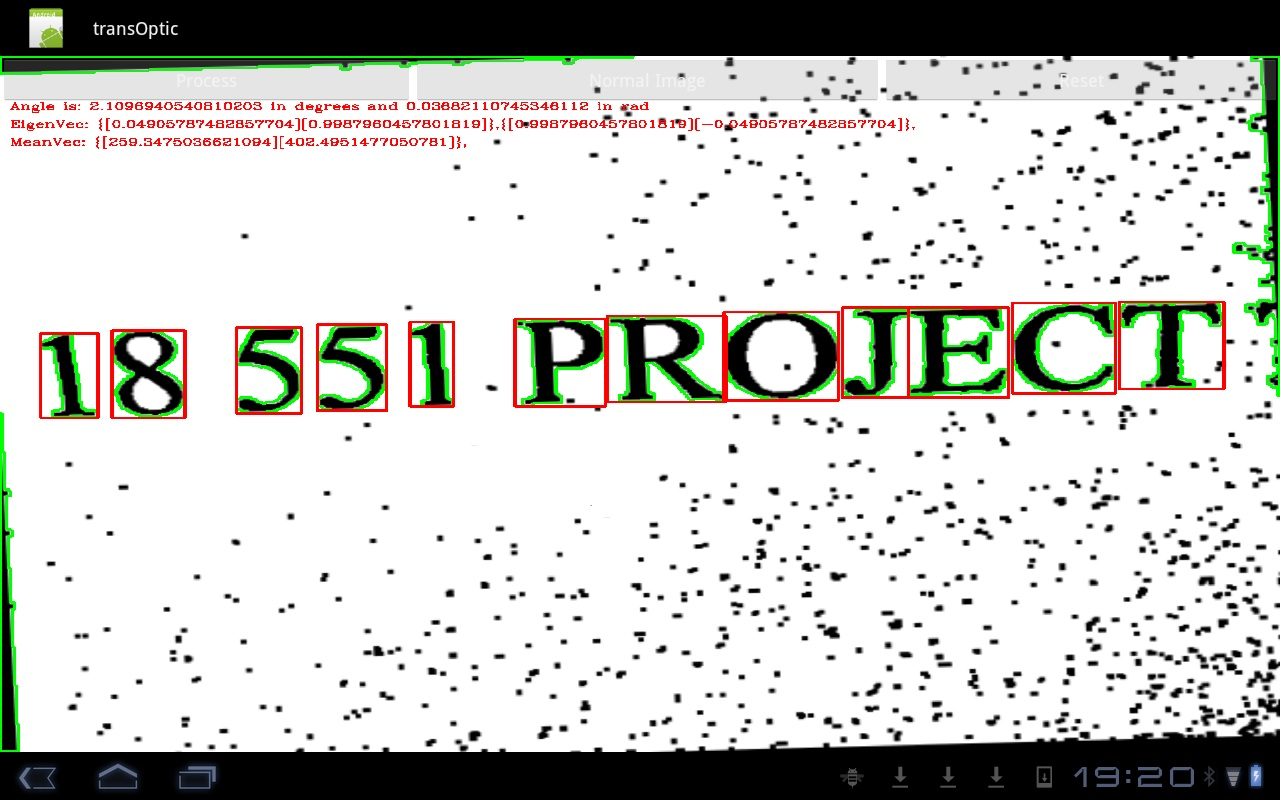 transOptic
Process Normal Image Reset
Angle is: 2.1096940540810203 in degrees and 0.03682110745346112 in rad
EigenVec: {[0.04905787482857704][0.9987960457801819]},{[0.9987960457801819][-0.04905787482857704]},
MeanVec: {[259.3475036621094][402.4951477050781]},
18 551 PROJECT
19:20